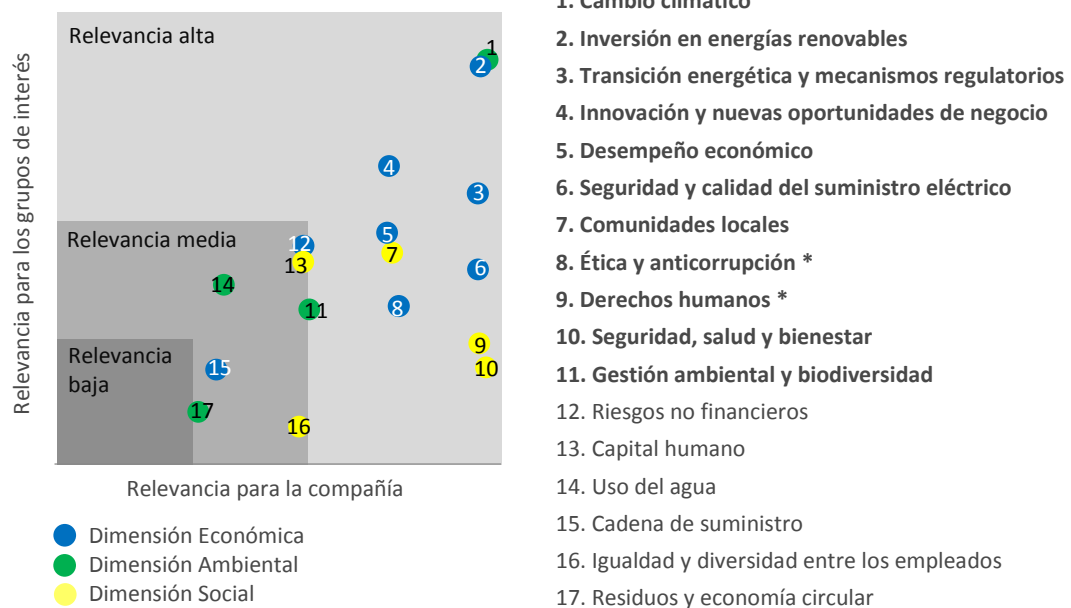 1. Cambio climático
Relevancia alta
1
2
2. Inversión en energías renovables
3. Transición energética y mecanismos regulatorios
4. Innovación y nuevas oportunidades de negocio
5. Desempeño económico
4
3
6. Seguridad y calidad del suministro eléctrico
Relevancia para los grupos de interés
Relevancia media
5
12
7
13
6
7. Comunidades locales
8. Ética y anticorrupción *
14
11
8
9. Derechos humanos *
10. Seguridad, salud y bienestar
Relevancia
baja
9
15
10
11. Gestión ambiental y biodiversidad
17
16
12. Riesgos no financieros
13. Capital humano
Relevancia para la compañía
14. Uso del agua
Dimensión Económica
15. Cadena de suministro
Dimensión Ambiental
16. Igualdad y diversidad entre los empleados
Dimensión Social
17. Residuos y economía circular